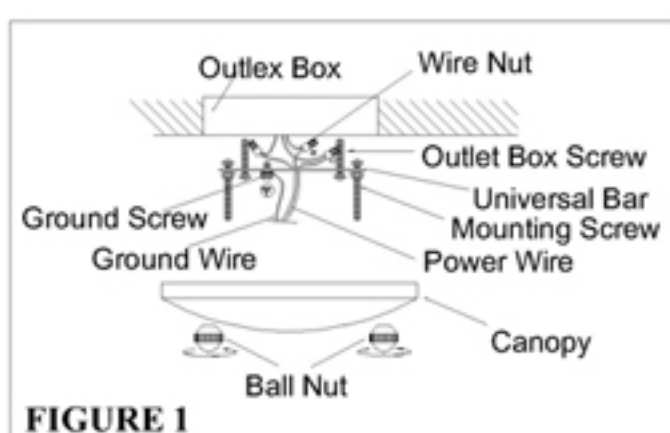 Outlex Box
Wire Nut
Outlet Box Screw
Universal Bar
Ground Screw
Mounting Screw
Ground Wire
Power Wire
Canopy
Ball Nut
FIGURE 1